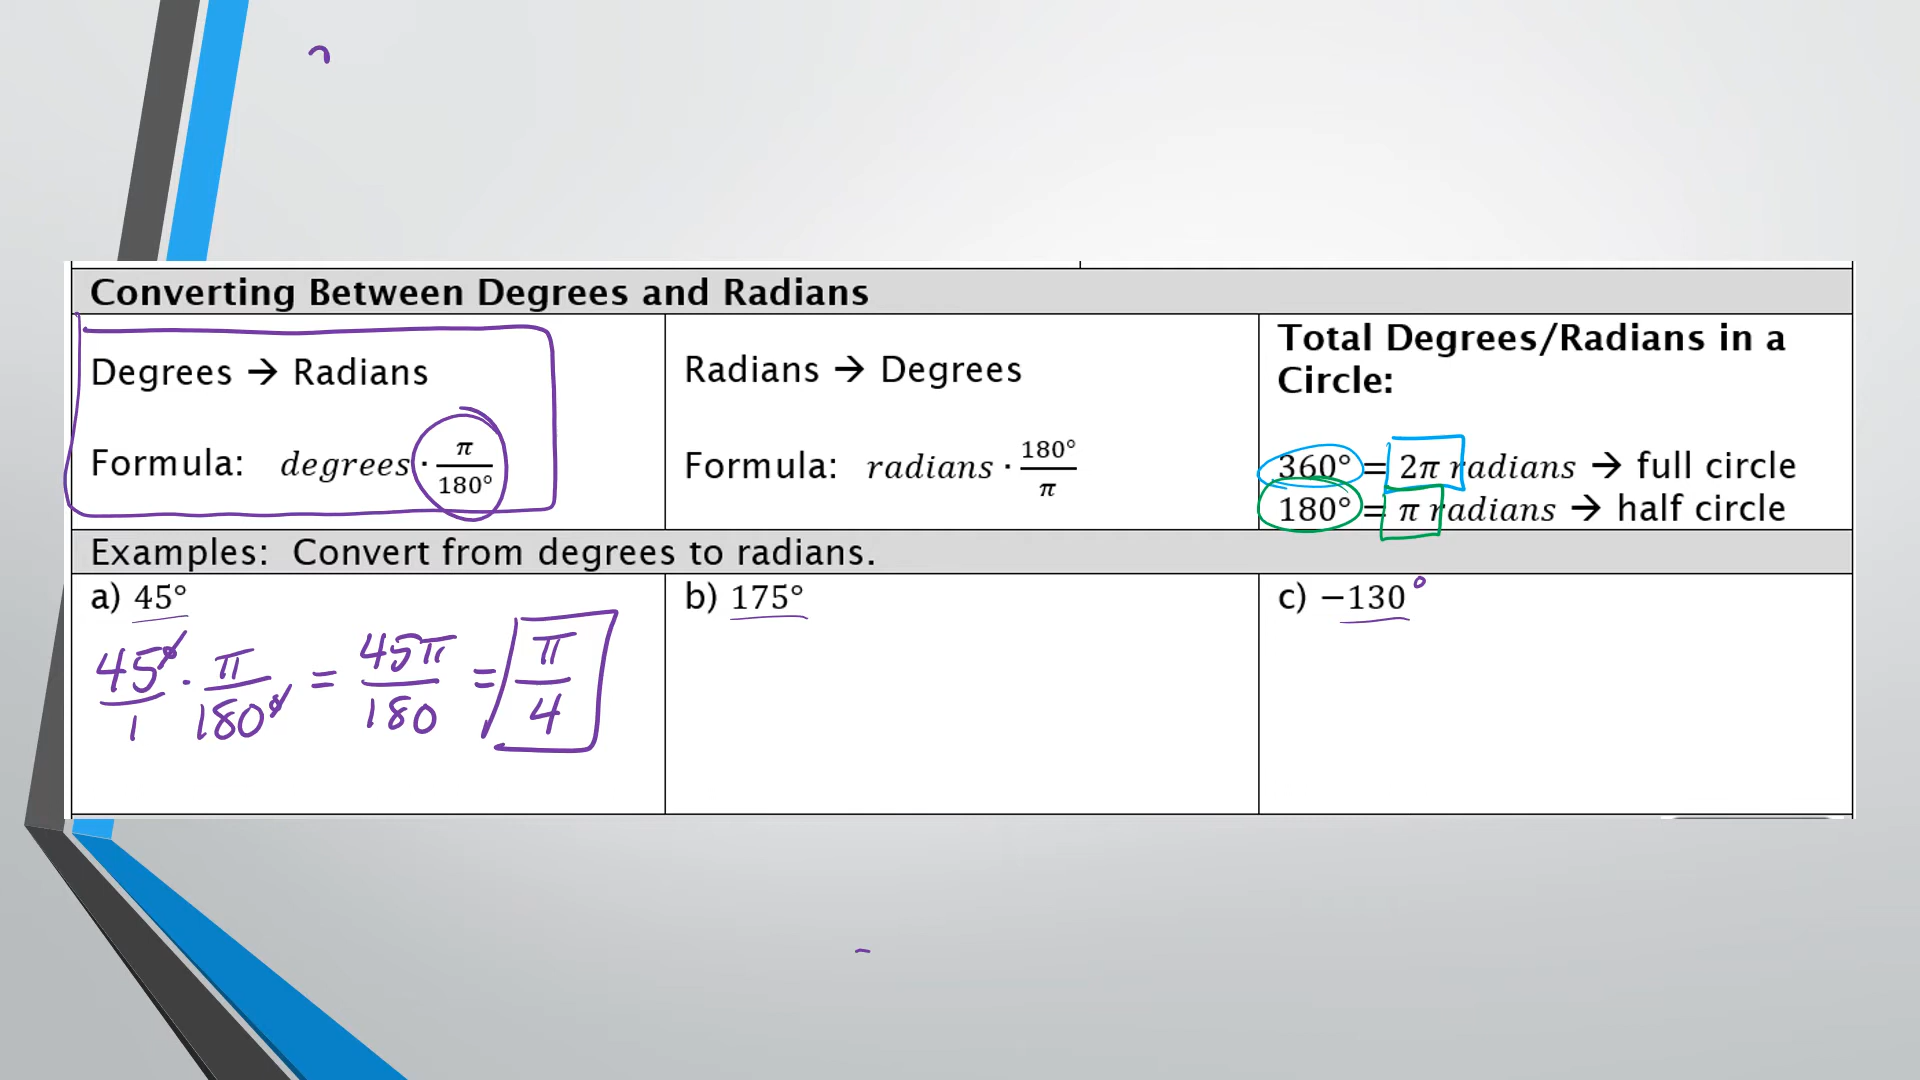 Converting Between Degrees and Radians
Degrees → Radians
Formula: degrees · π/180°
Radians → Degrees
Formula: radians · 180°/π
Total Degrees/Radians in a
Circle:
360° = 2π radians → full circle
180° = π radians → half circle
Examples: Convert from degrees to radians.
a) 45°
45°/1 · π/180° = 45π/180 = π/4
b) 175°
c) −130°